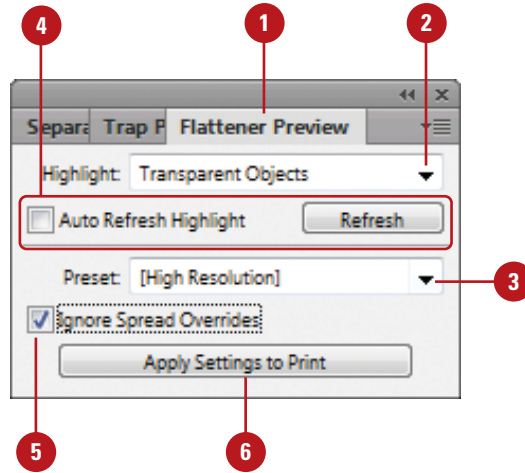 4 1 2
Separa Trap P Flattener Preview
Highlight: Transparent Objects
Auto Refresh Highlight Refresh
Preset: [High Resolution]
3
Ignore Spread Overrides
Apply Settings to Print
5 6